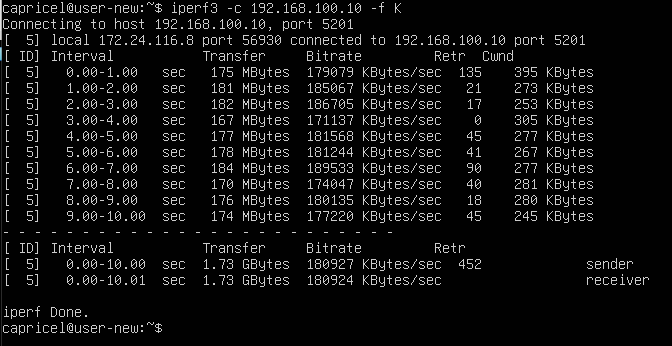 capricel@user-new:~$ iperf3 -c 192.168.100.10 -f K
Connecting to host 192.168.100.10, port 5201
[  5] local 172.24.116.8 port 56930 connected to 192.168.100.10 port 5201
[ ID] Interval           Transfer     Bitrate         Retr  Cwnd
[  5]   0.00-1.00   sec   175 MBytes  179079 KBytes/sec  135    395 KBytes
[  5]   1.00-2.00   sec   181 MBytes  185067 KBytes/sec   21    273 KBytes
[  5]   2.00-3.00   sec   182 MBytes  186705 KBytes/sec   17    253 KBytes
[  5]   3.00-4.00   sec   167 MBytes  171137 KBytes/sec    0    305 KBytes
[  5]   4.00-5.00   sec   177 MBytes  181568 KBytes/sec   45    277 KBytes
[  5]   5.00-6.00   sec   178 MBytes  181244 KBytes/sec   41    267 KBytes
[  5]   6.00-7.00   sec   184 MBytes  189533 KBytes/sec   90    277 KBytes
[  5]   7.00-8.00   sec   170 MBytes  174047 KBytes/sec   40    281 KBytes
[  5]   8.00-9.00   sec   176 MBytes  180135 KBytes/sec   18    280 KBytes
[  5]   9.00-10.00  sec   174 MBytes  177220 KBytes/sec   45    245 KBytes
- - - - - - - - - - - - - - - - - - - - - - - - -
[ ID] Interval           Transfer     Bitrate         Retr
[  5]   0.00-10.00  sec  1.73 GBytes  180927 KBytes/sec  452             sender
[  5]   0.00-10.01  sec  1.73 GBytes  180924 KBytes/sec                  receiver
iperf Done.
capricel@user-new:~$